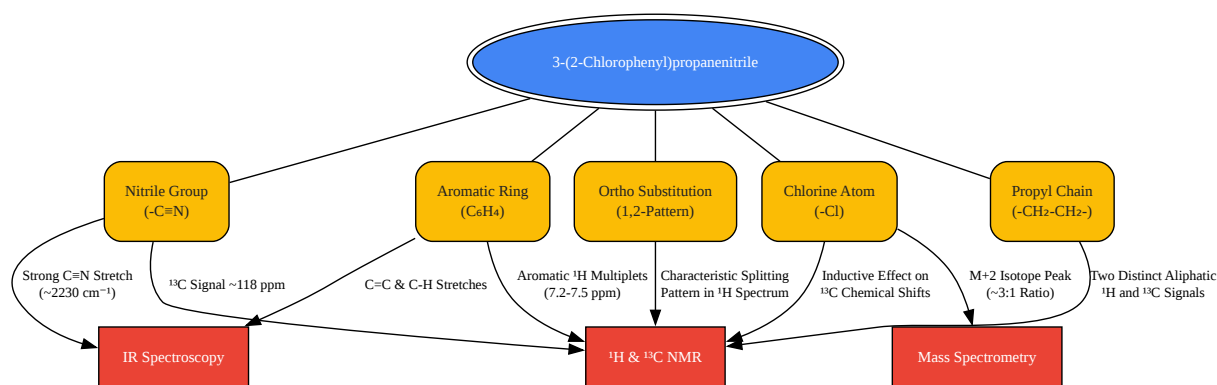 3-(2-Chlorophenyl)propanenitrile
Nitrile Group
(-C≡N)
Aromatic Ring
(C₆H₄)
Ortho Substitution
(1,2-Pattern)
Chlorine Atom
(-Cl)
Propyl Chain
(-CH₂-CH₂-)
Strong C≡N Stretch
(~2230 cm⁻¹)
¹³C Signal ~118 ppm
C=C & C-H Stretches
Aromatic ¹H Multiplets
(7.2-7.5 ppm)
Characteristic Splitting
Pattern in ¹H Spectrum
Inductive Effect on
¹³C Chemical Shifts
M+2 Isotope Peak
(~3:1 Ratio)
Two Distinct Aliphatic
¹H and ¹³C Signals
IR Spectroscopy
¹H & ¹³C NMR
Mass Spectrometry